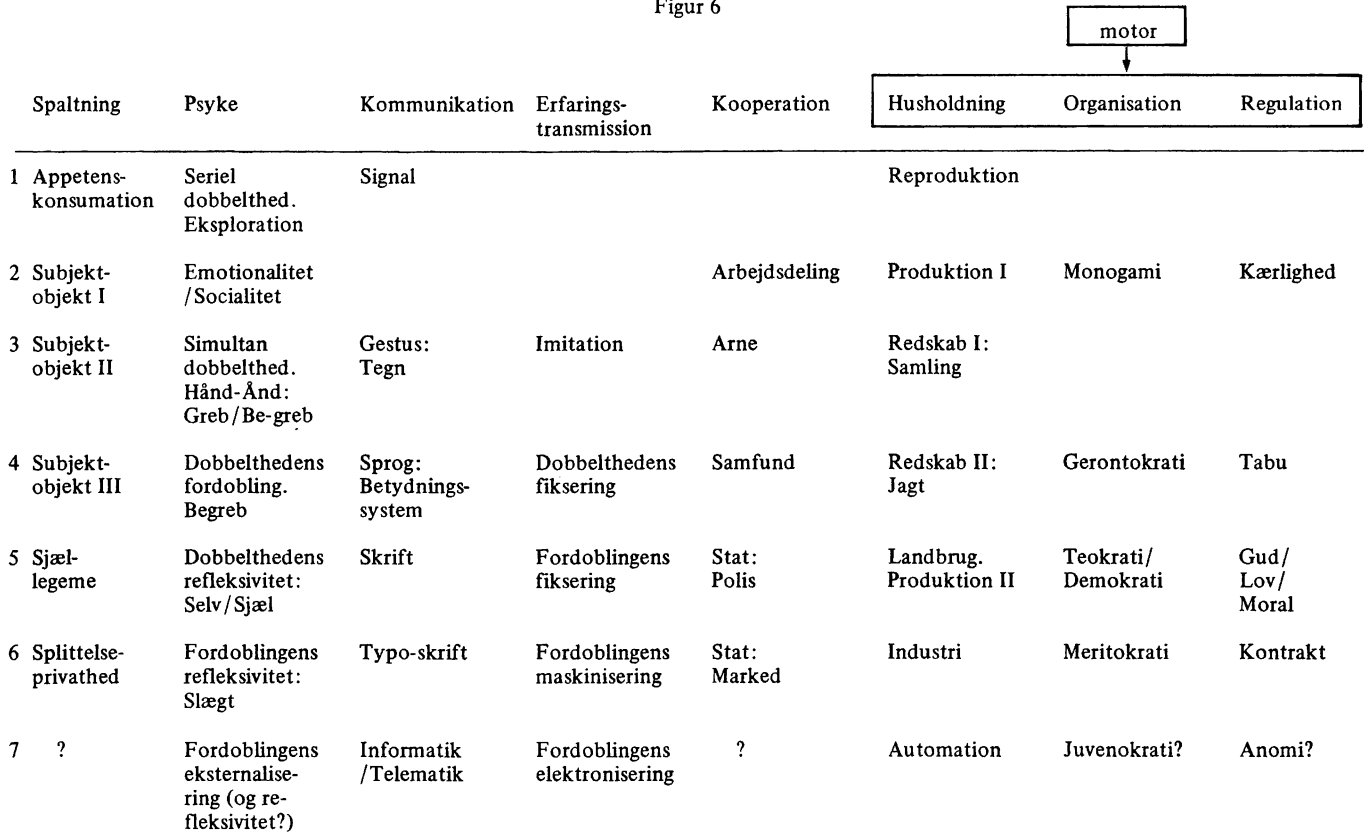 Figur 6
motor
Spaltning Psyke Kommunikation Erfarings- Kooperation Husholdning Organisation Regulation
transmission
1 Appetens- Seriel Signal Reproduktion
konsumation dobbelthed.
Eksploration
2 Subjekt- Emotionalitet Arbejdsdeling Produktion I Monogami Kærlighed
objekt I /Socialitet
3 Subjekt- Simultan Gestus: Imitation Arne Redskab I:
objekt II dobbelthed. Tegn Samling
Hånd-Ånd:
Greb/Be-greb
4 Subjekt- Dobbelthedens Sprog: Dobbelthedens Samfund Redskab II: Gerontokrati Tabu
objekt III fordobling. Betydnings- fiksering Jagt
Begreb system
5 Sjæl- Dobbelthedens Skrift Fordoblingens Stat: Landbrug. Teokrati/ Gud/
legeme refleksivitet: fiksering Polis Produktion II Demokrati Lov/
Selv/Sjæl Moral
6 Splittelse- Fordoblingens Typo-skrift Fordoblingens Stat: Industri Meritokrati Kontrakt
privathed refleksivitet: maskinisering Marked
Slægt
7 ? Fordoblingens Informatik Fordoblingens ? Automation Juvenokrati? Anomi?
eksternalise- /Telematik elektronisering
ring (og re-
fleksivitet?)